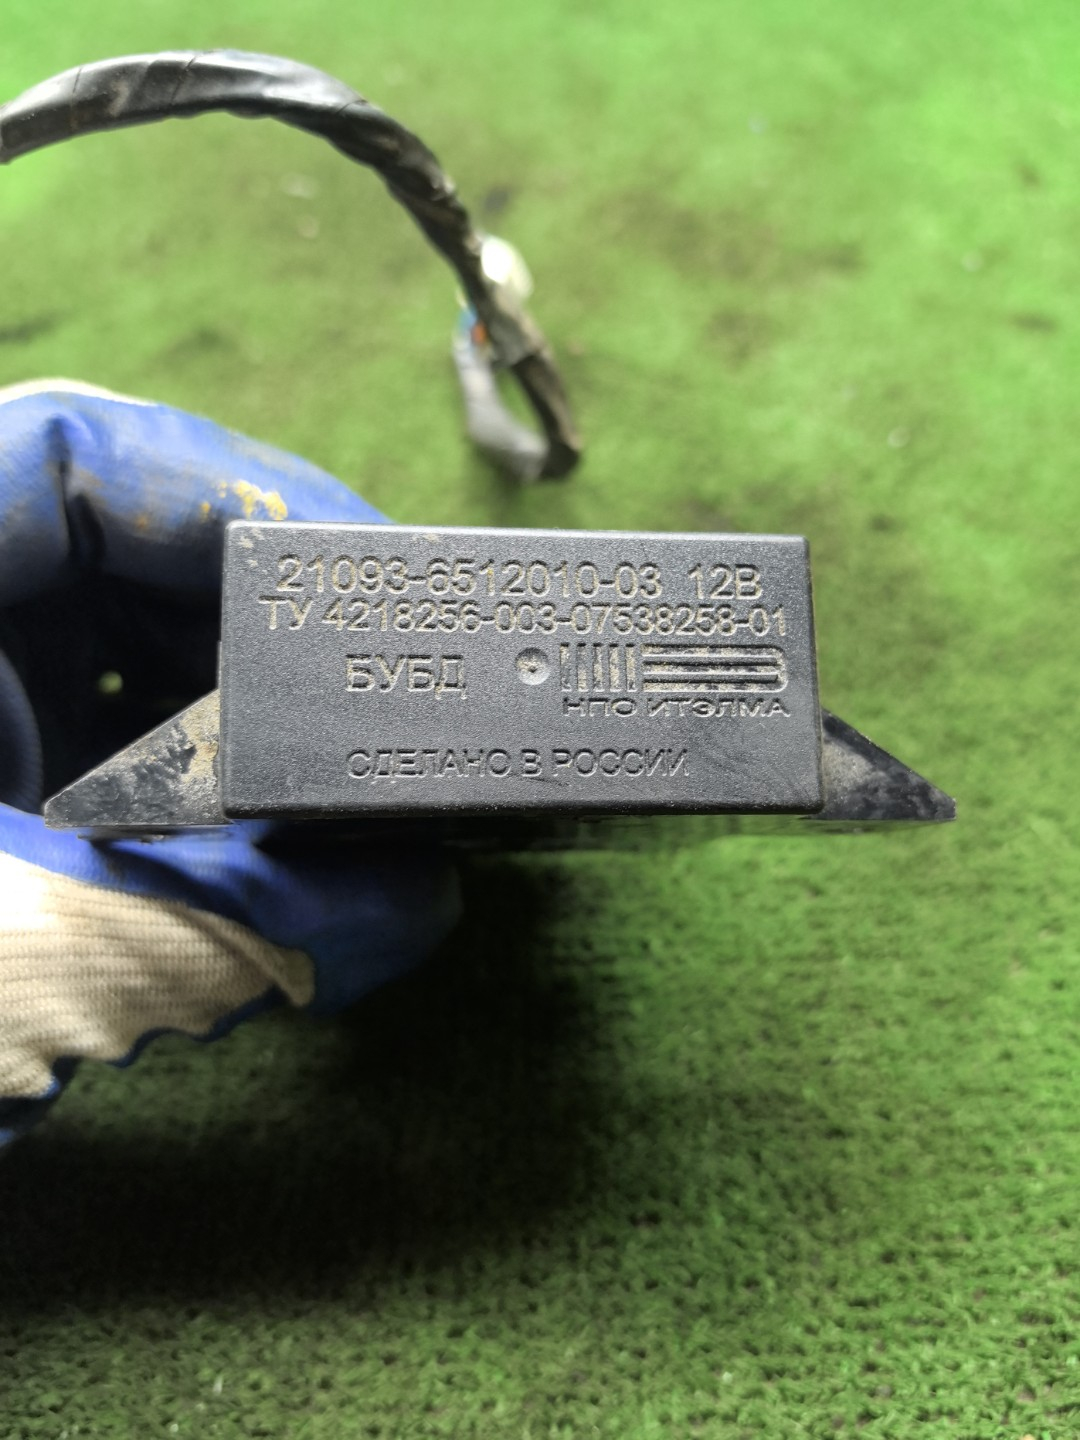 21093-6512010-03 12В
ТУ 4218256-003-07538258-01
БУБД
НПО ИТЭЛМА
СДЕЛАНО В РОССИИ